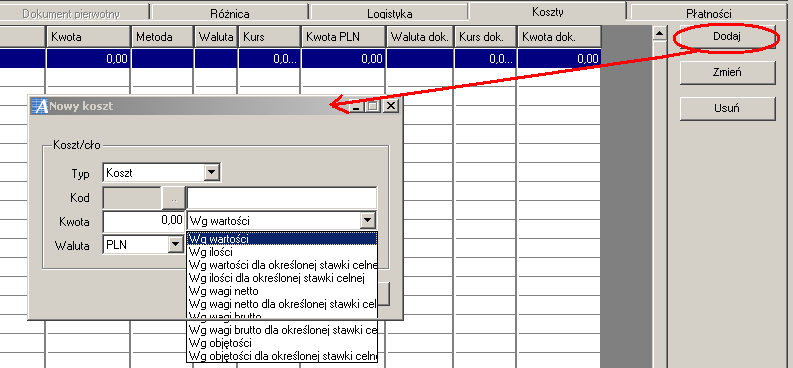 Dokument pierwotny Różnica Logistyka Koszty Płatności
Kwota Metoda Waluta Kurs Kwota PLN Waluta dok. Kurs dok. Kwota dok. Dodaj
0,00 0,0... 0,00 0,0... 0,00
Zmień
Nowy koszt
Usuń
Koszt/cło
Typ Koszt
Kod ..
Kwota 0,00 Wg wartości
Waluta PLN Wg wartości
Wg ilości
Wg wartości dla określonej stawki celne
Wg ilości dla określonej stawki celnej
Wg wagi netto
Wg wagi netto dla określonej stawki cel
Wg wagi brutto
Wg wagi brutto dla określonej stawki ce
Wg objętości
Wg objętości dla określonej stawki celne